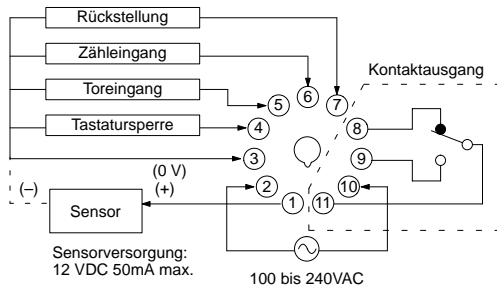 Rückstellung
Zähleingang
Toreingang
Tastatursperre
Kontaktausgang
6
5
7
4
8
3
9
(0 V)
2
10
(–)
(+)
1
11
Sensor
Sensorversorgung:
12 VDC 50mA max.
100 bis 240VAC